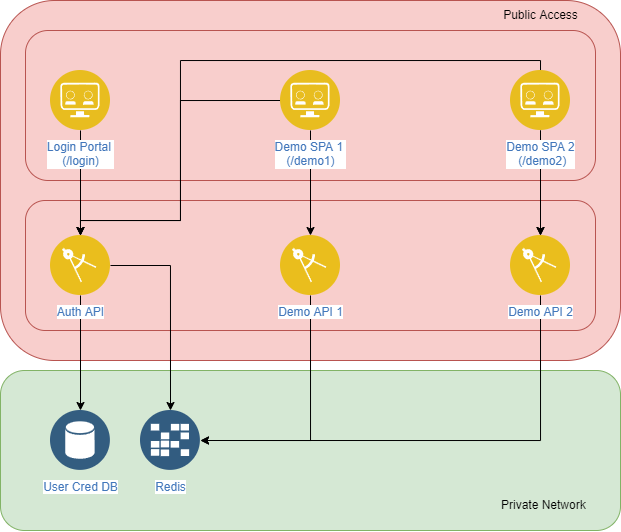 Public Access
Login Portal
(/login)
Demo SPA 1
(/demo1)
Demo SPA 2
(/demo2)
Auth API
Demo API 1
Demo API 2
User Cred DB
Redis
Private Network